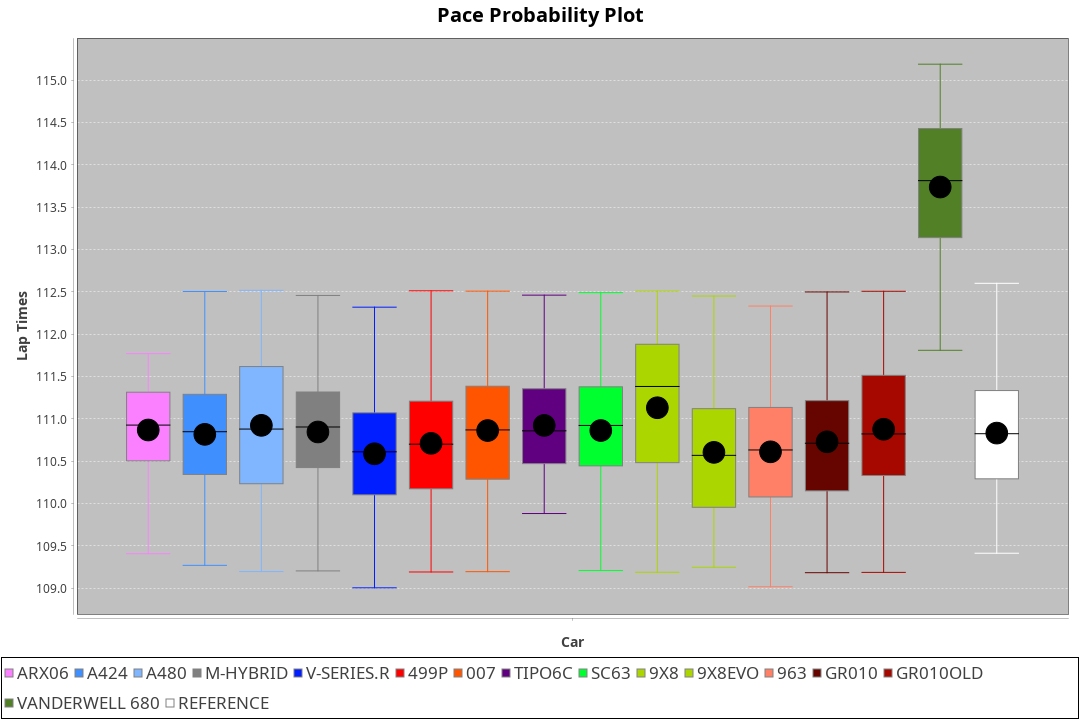 Pace Probability Plot
115.0
114.5
114.0
113.5
113.0
112.5
112.0
111.5
111.0
110.5
110.0
109.5
109.0
Lap Times
Car
ARX06 A424 A480 M-HYBRID V-SERIES.R 499P 007 TIPO6C SC63 9X8 9X8EVO 963 GR010 GR010OLD
VANDERWELL 680 REFERENCE